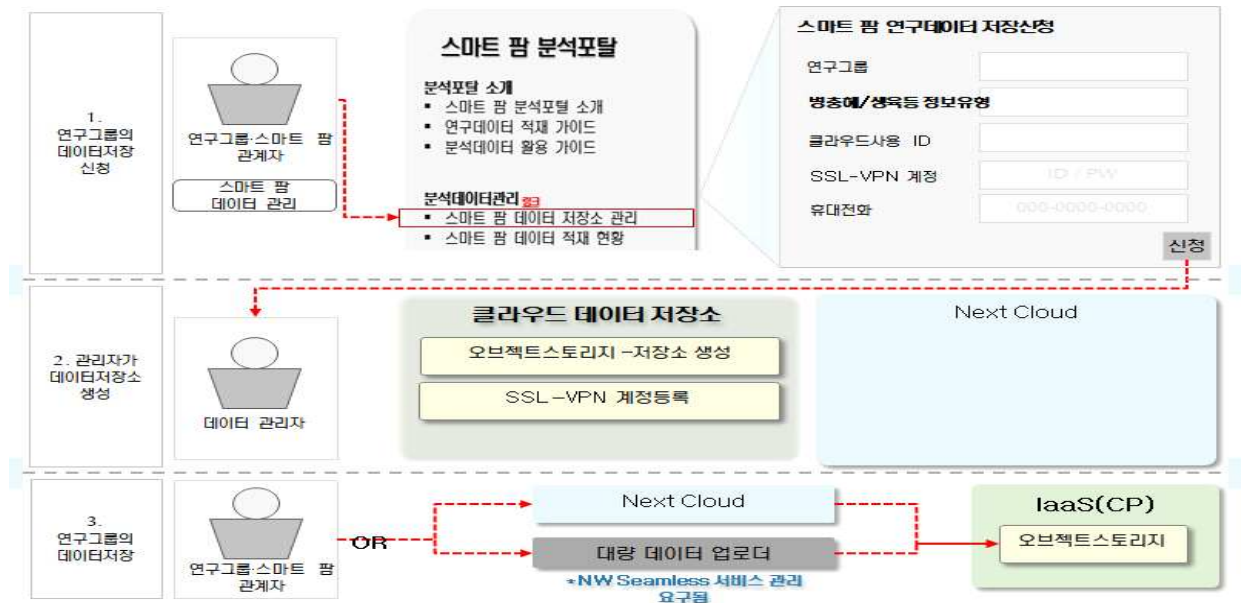 1.
연구그룹의
데이터저장
신청
연구그룹·스마트 팜
관계자
스마트 팜
데이터 관리
스마트 팜 분석포탈
분석포탈 소개
▪ 스마트 팜 분석포털 소개
▪ 연구데이터 적재 가이드
▪ 분석데이터 활용 가이드
분석데이터관리
▪ 스마트 팜 데이터 저장소 관리
▪ 스마트 팜 데이터 적재 현황
스마트 팜 연구데이터 저장신청
연구그룹
병충해/생육등 정보유형
클라우드사용 ID
SSL-VPN 계정
ID / PW
휴대전화
000-0000-0000
신청
2. 관리자가
데이터저장소
생성
데이터 관리자
클라우드 데이터 저장소
오브젝트스토리지 -저장소 생성
SSL-VPN 계정등록
Next Cloud
3.
연구그룹의
데이터저장
연구그룹·스마트 팜
관계자
OR
Next Cloud
대량 데이터 업로더
*NW Seamless 서비스 관리
요구됨
IaaS(CP)
오브젝트스토리지